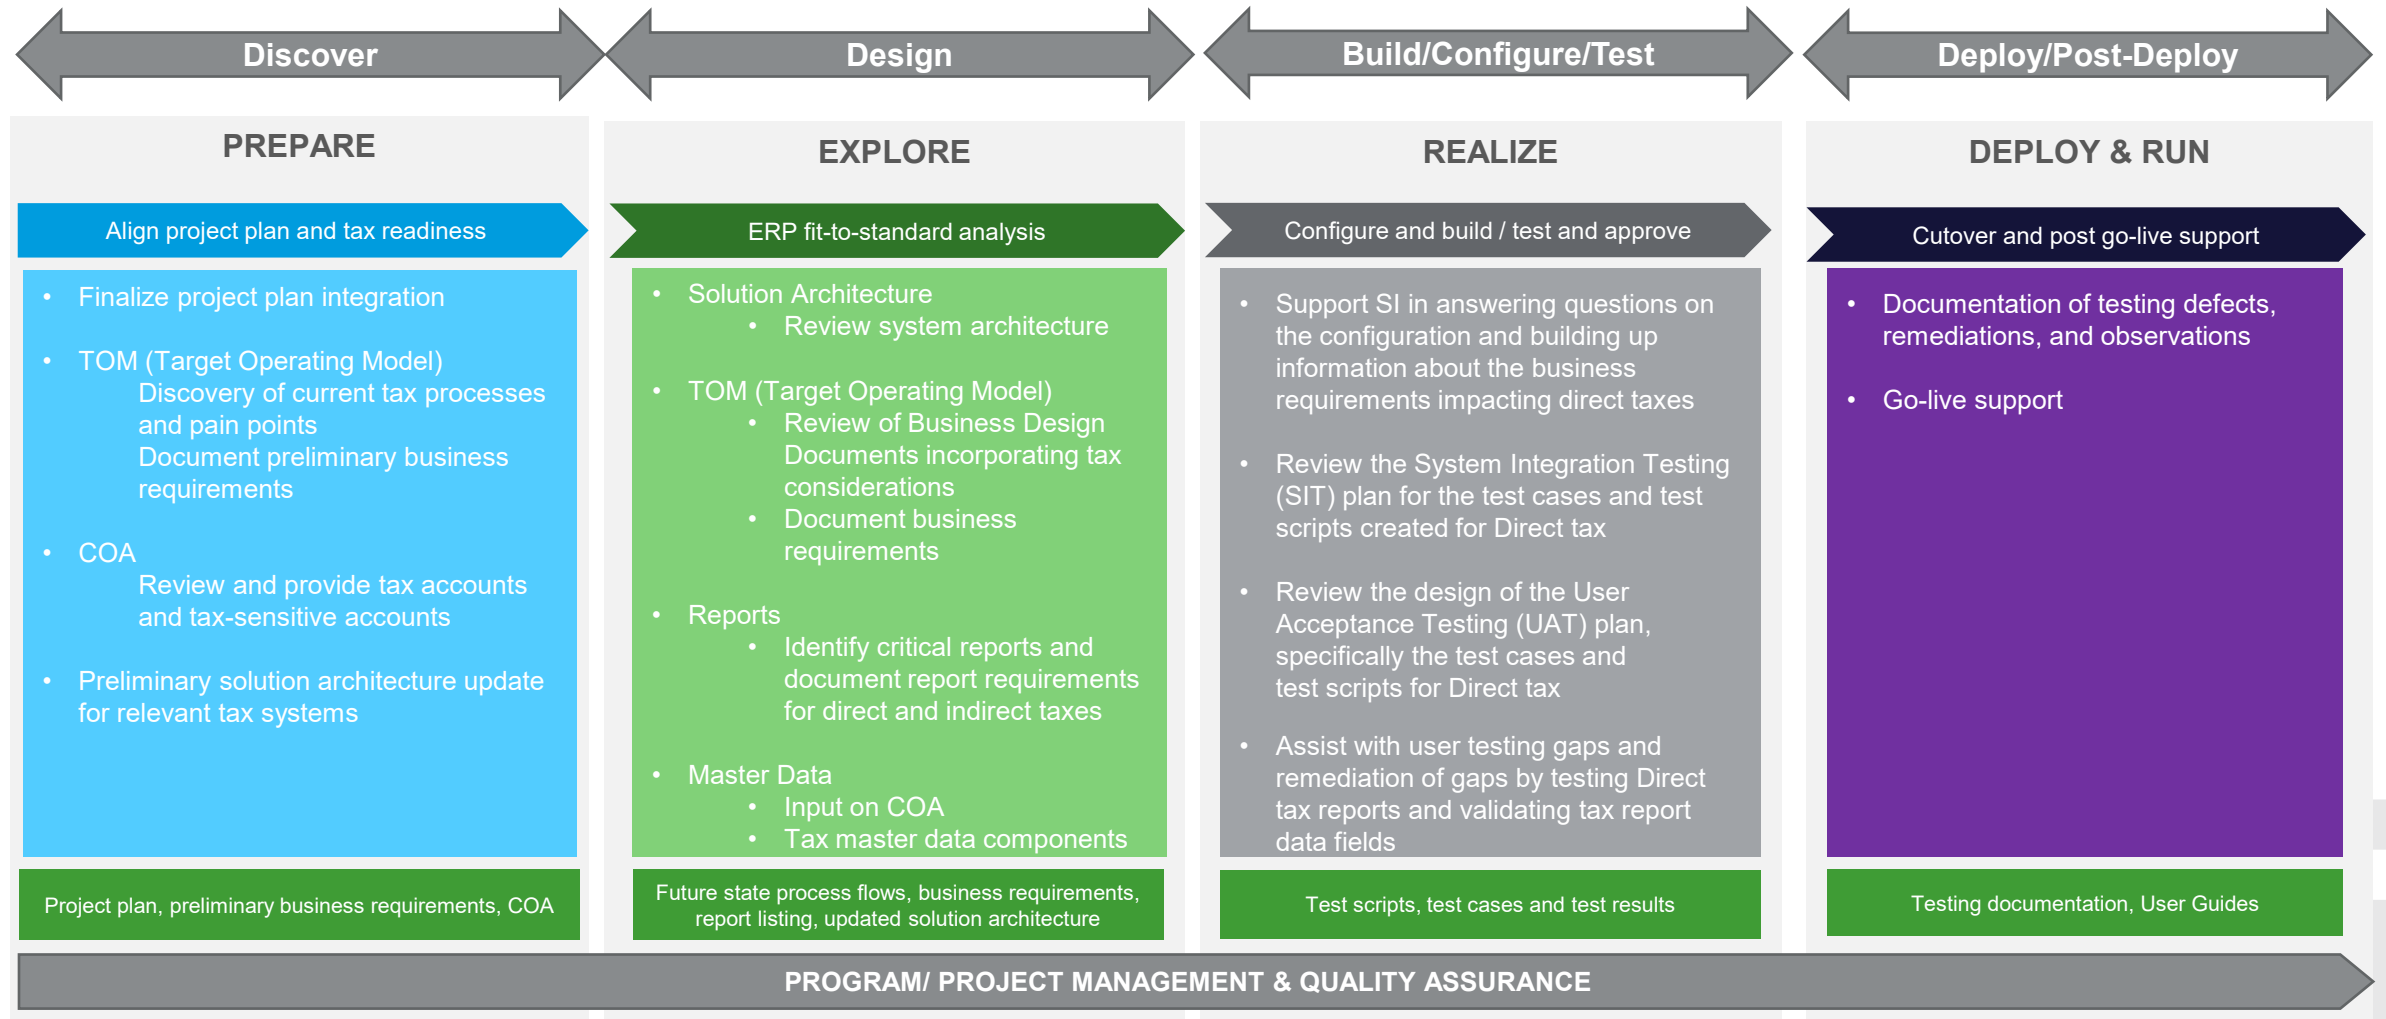 Discover
Design
Build/Configure/Test
Deploy/Post-Deploy
PREPARE
Align project plan and tax readiness
• Finalize project plan integration
• TOM (Target Operating Model)
Discovery of current tax processes
and pain points
Document preliminary business
requirements
• COA
Review and provide tax accounts
and tax-sensitive accounts
• Preliminary solution architecture update
for relevant tax systems
Project plan, preliminary business requirements, COA
EXPLORE
ERP fit-to-standard analysis
• Solution Architecture
• Review system architecture
• TOM (Target Operating Model)
• Review of Business Design
Documents incorporating tax
considerations
• Document business
requirements
• Reports
• Identify critical reports and
document report requirements
for direct and indirect taxes
• Master Data
• Input on COA
• Tax master data components
Future state process flows, business requirements,
report listing, updated solution architecture
REALIZE
Configure and build / test and approve
• Support SI in answering questions on
the configuration and building up
information about the business
requirements impacting direct taxes
• Review the System Integration Testing
(SIT) plan for the test cases and test
scripts created for Direct tax
• Review the design of the User
Acceptance Testing (UAT) plan,
specifically the test cases and
test scripts for Direct tax
• Assist with user testing gaps and
remediation of gaps by testing Direct
tax reports and validating tax report
data fields
Test scripts, test cases and test results
DEPLOY & RUN
Cutover and post go-live support
• Documentation of testing defects,
remediations, and observations
• Go-live support
Testing documentation, User Guides
PROGRAM/ PROJECT MANAGEMENT & QUALITY ASSURANCE